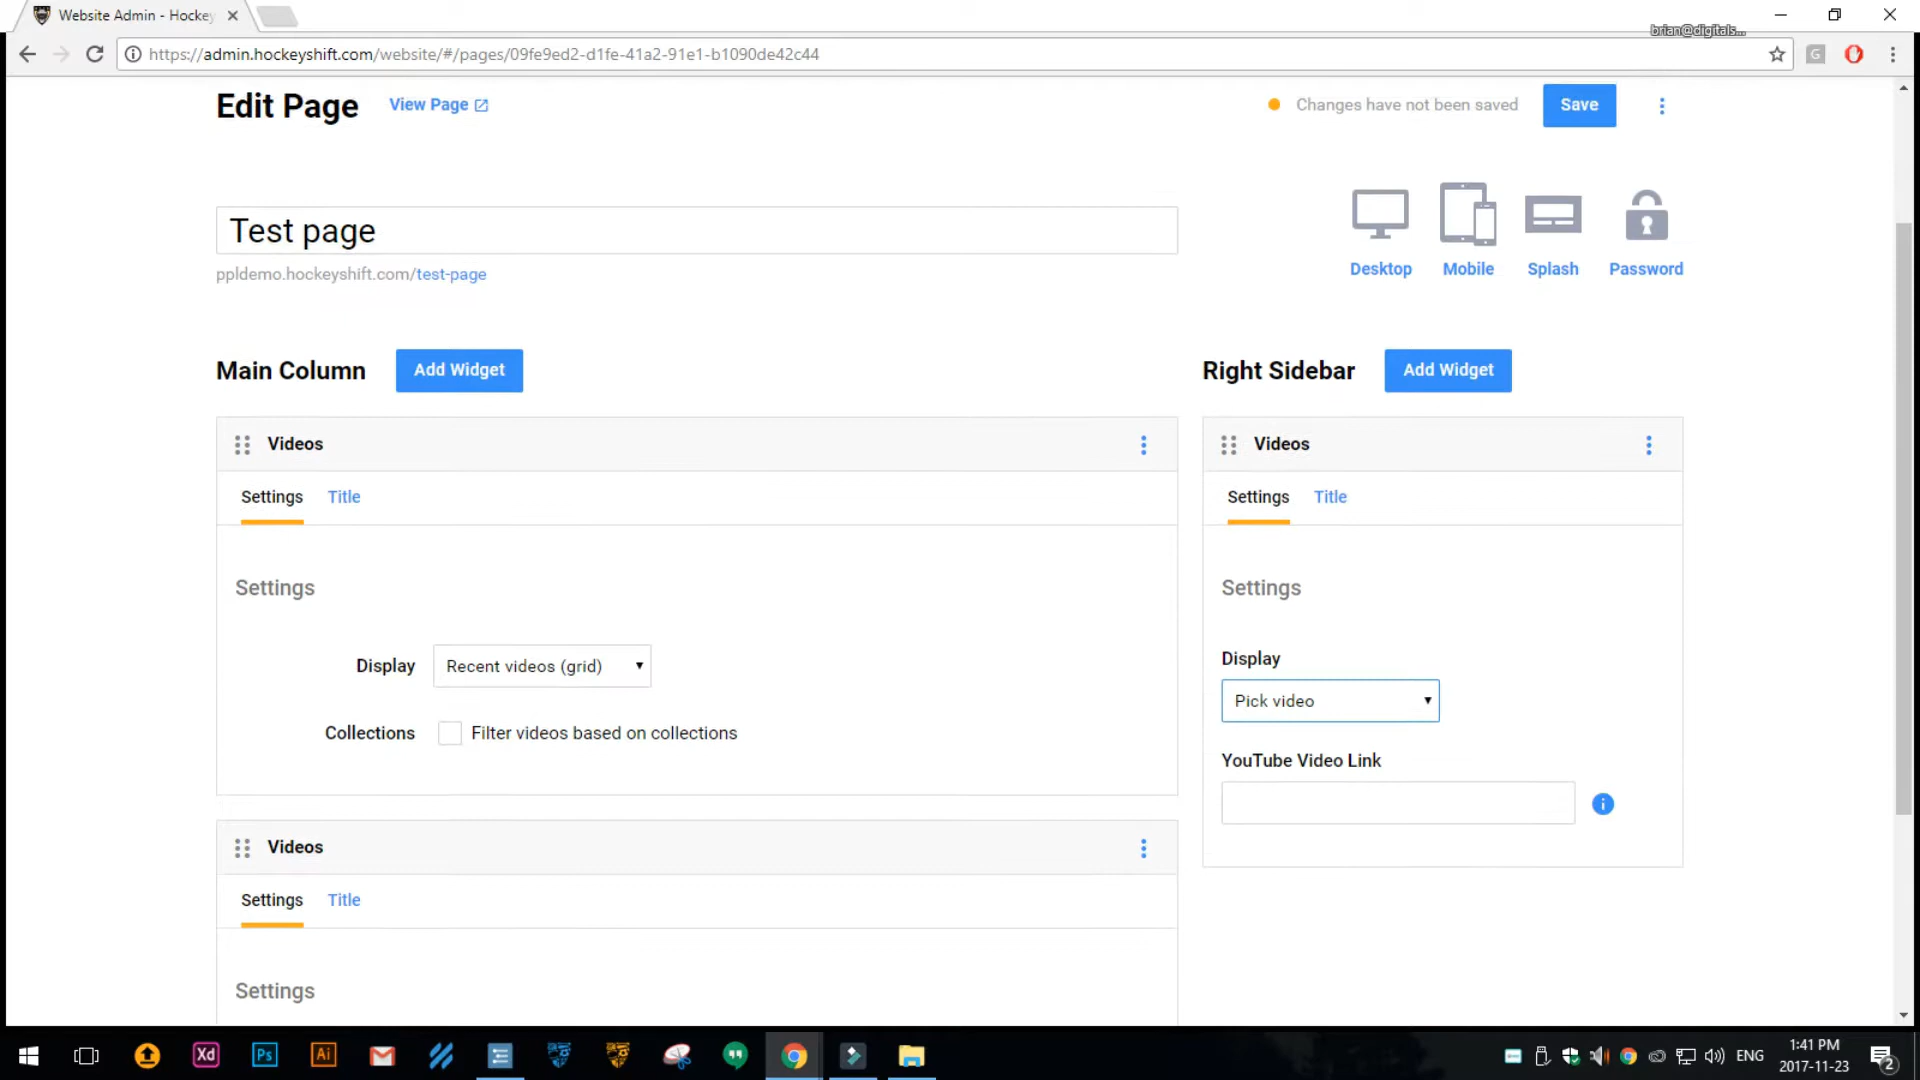 Website Admin - Hockey
brian@digitals...
https://admin.hockeyshift.com/website/#/pages/09fe9ed2-d1fe-41a2-91e1-b1090de42c44
G
Edit Page
View Page
Changes have not been saved
Save
Test page
ppldemo.hockeyshift.com/test-page
Desktop
Mobile
Splash
Password
Main Column
Add Widget
Right Sidebar
Add Widget
Videos
Settings
Title
Settings
Display
Recent videos (grid)
Collections
Filter videos based on collections
Videos
Settings
Title
Settings
Display
Pick video
YouTube Video Link
Videos
Settings
Title
Settings
Xd
Ps
Ai
ENG
1:41 PM
2017-11-23
2